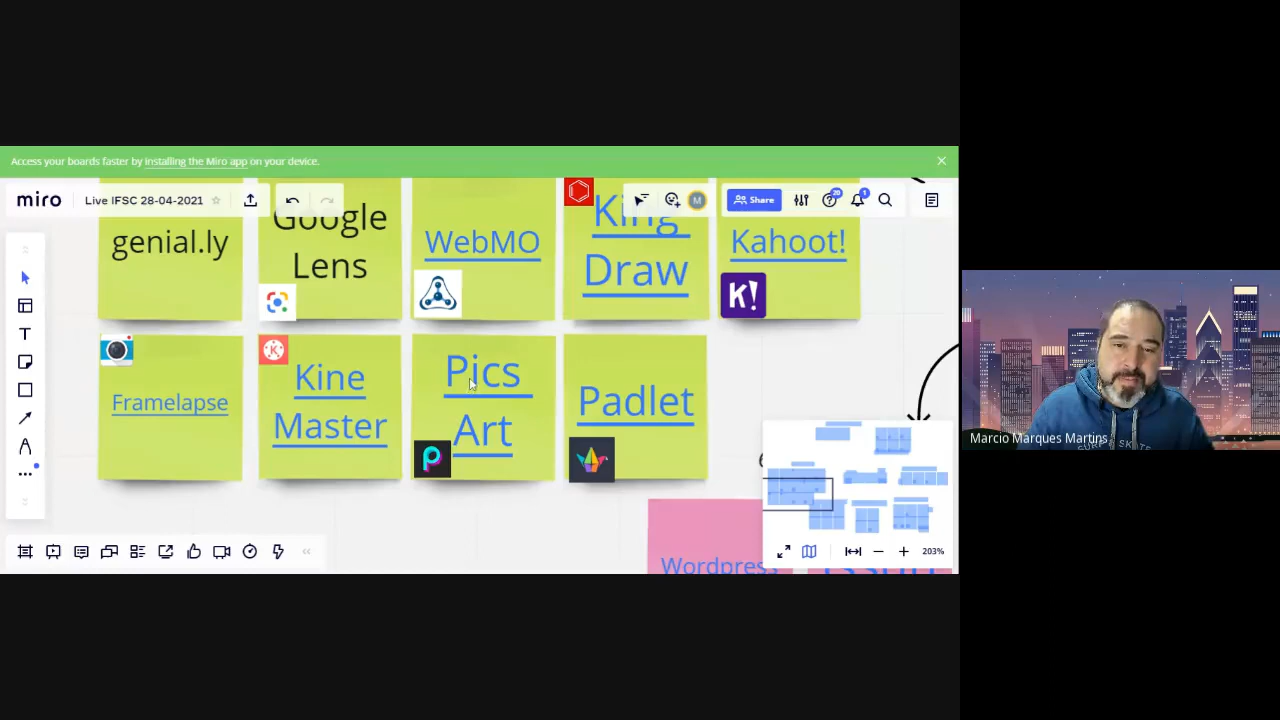 Access your boards faster by installing the Miro app on your device.
miro
Live IFSC 28-04-2021
M
Share
20
1
genial.ly
Google
Lens
WebMO
King
Draw
Kahoot!
K!
Framelapse
K
Kine
Master
Pics
Art
Padlet
Wordpress
203%
Marcio Marques Martins